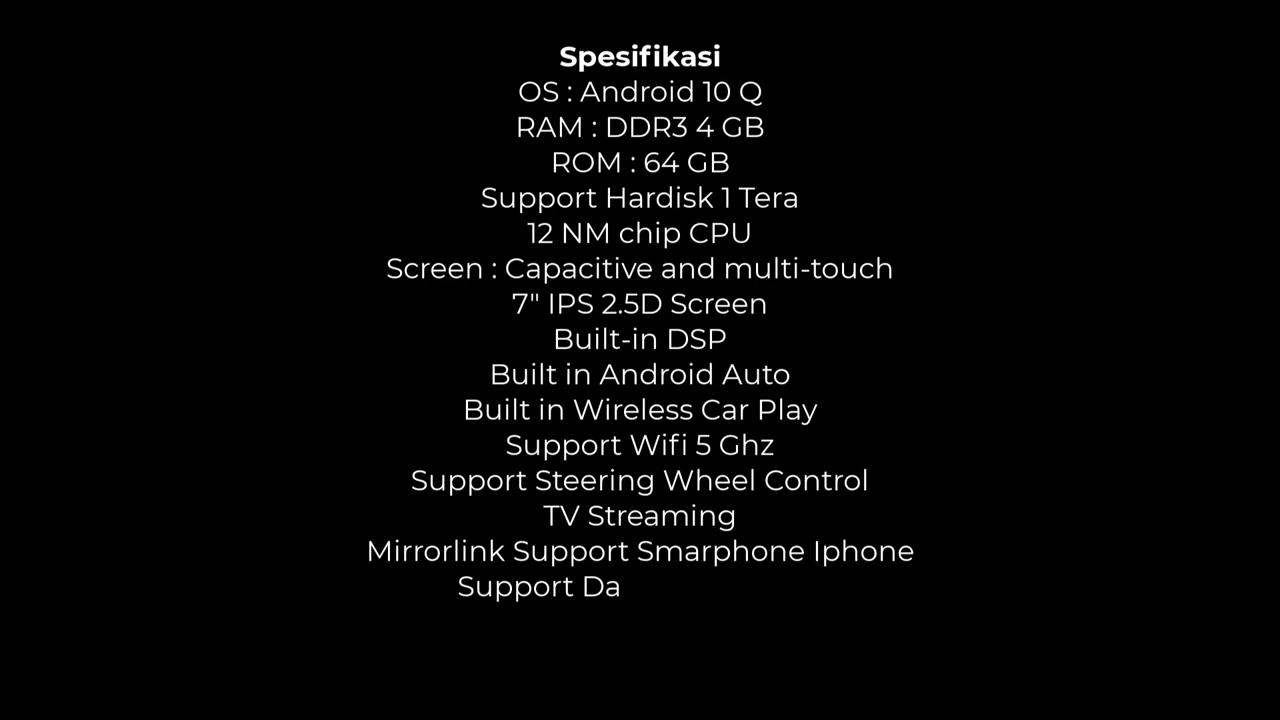 Spesifikasi
OS : Android 10 Q
RAM : DDR3 4 GB
ROM : 64 GB
Support Hardisk 1 Tera
12 NM chip CPU
Screen : Capacitive and multi-touch
7" IPS 2.5D Screen
Built-in DSP
Built in Android Auto
Built in Wireless Car Play
Support Wifi 5 Ghz
Support Steering Wheel Control
TV Streaming
Mirrorlink Support Smarphone Iphone
Support Da